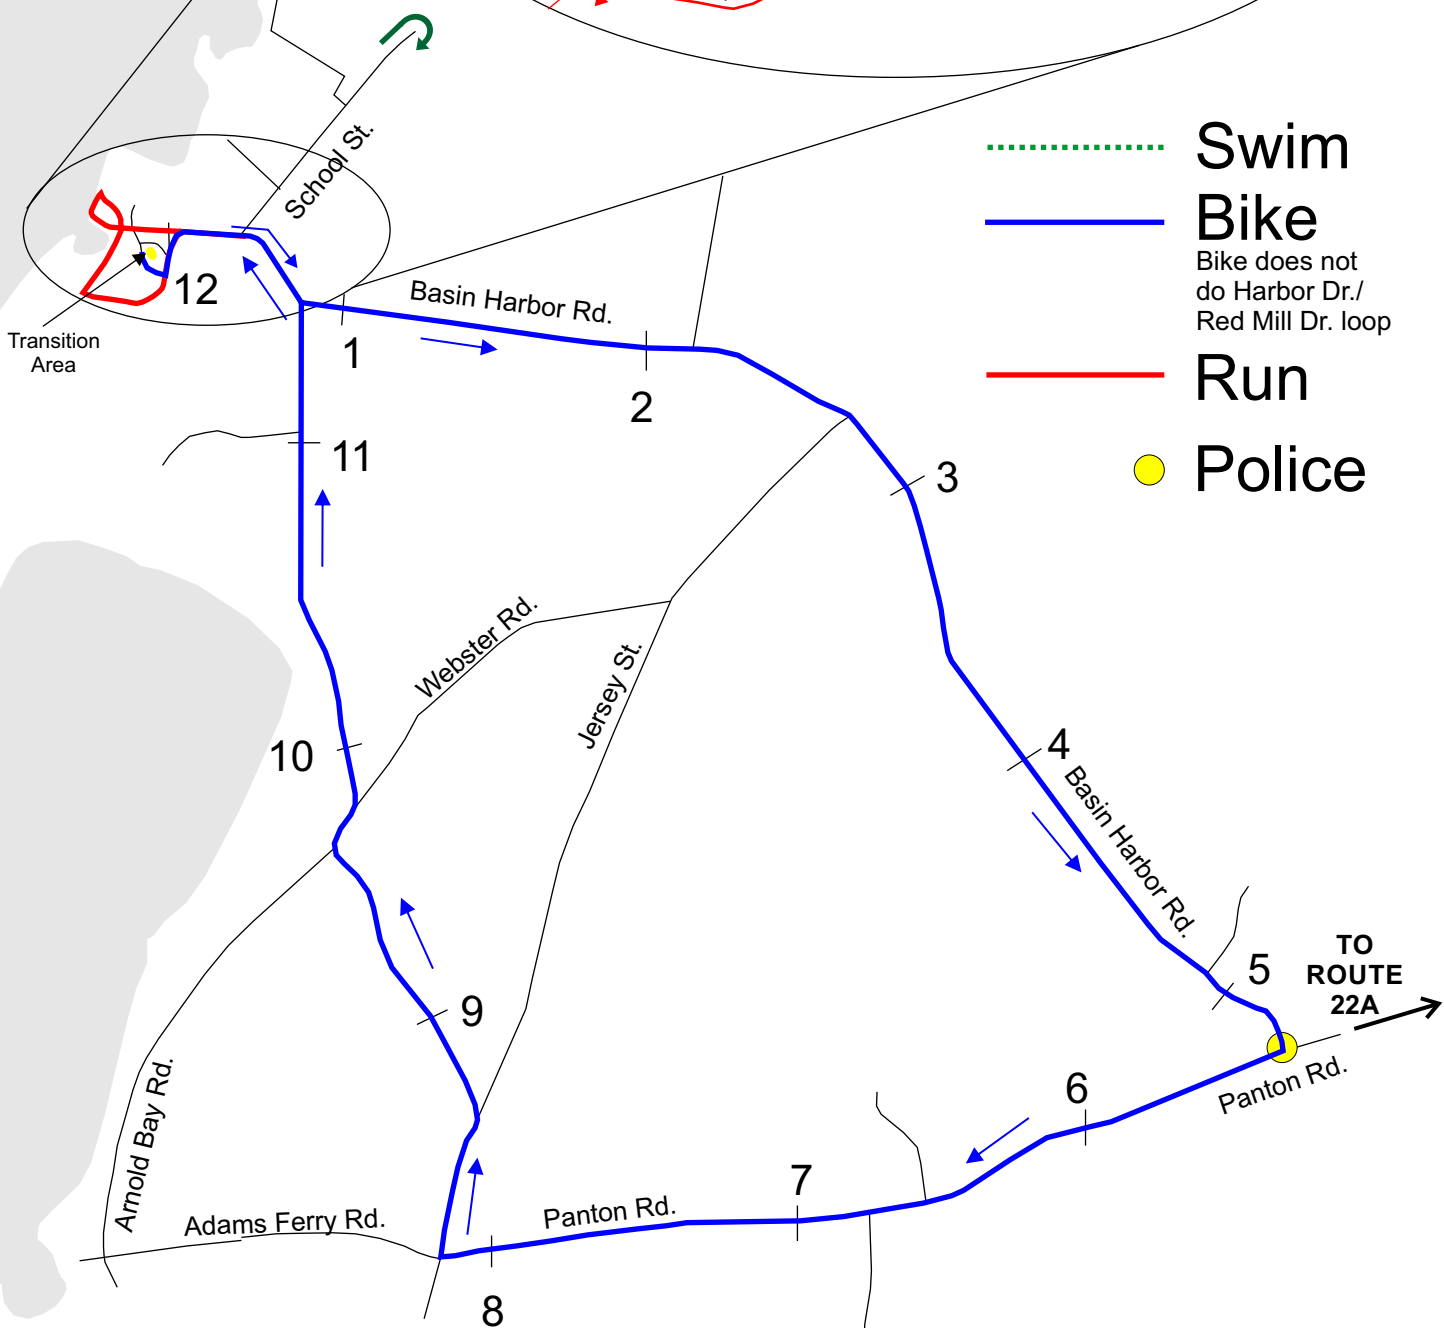 School St.
Swim
Bike
Bike does not
do Harbor Dr./
Red Mill Dr. loop
Run
Police
12
Transition
Area
Basin Harbor Rd.
1
2
11
3
Webster Rd.
Jersey St.
10
4
Basin Harbor Rd.
5
TO
ROUTE
22A
9
Panton Rd.
6
Arnold Bay Rd.
7
Adams Ferry Rd.
Panton Rd.
8